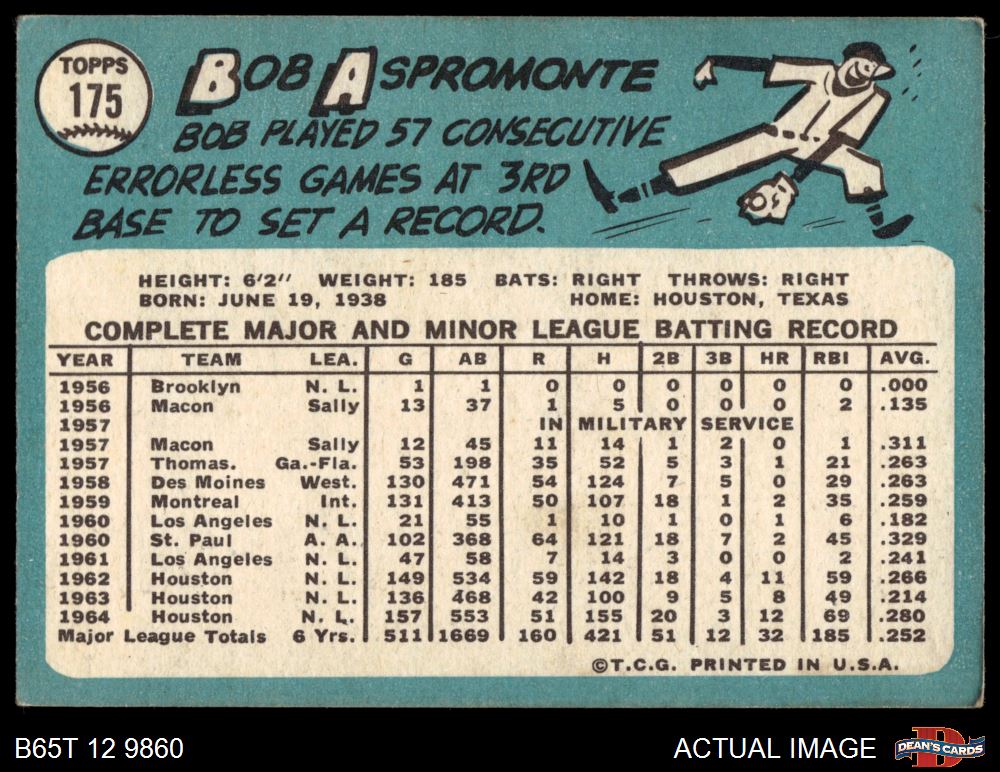 TOPPS
175
BOB ASPROMONTE
BOB PLAYED 57 CONSECUTIVE
ERRORLESS GAMES AT 3RD
BASE TO SET A RECORD.
HEIGHT: 6'2" WEIGHT: 185 BATS: RIGHT THROWS: RIGHT
BORN: JUNE 19, 1938 HOME: HOUSTON, TEXAS
COMPLETE MAJOR AND MINOR LEAGUE BATTING RECORD
YEAR TEAM LEA. G AB R H 2B 3B HR RBI AVG.
1956 Brooklyn N. L. 1 1 0 0 0 0 0 0 .000
1956 Macon Sally 13 37 1 5 0 0 0 2 .135
1957 IN MILITARY SERVICE
1957 Macon Sally 12 45 11 14 1 2 0 1 .311
1957 Thomas. Ga.-Fla. 53 198 35 52 5 3 1 21 .263
1958 Des Moines West. 130 471 54 124 7 5 0 29 .263
1959 Montreal Int. 131 413 50 107 18 1 2 35 .259
1960 Los Angeles N. L. 21 55 1 10 1 0 1 6 .182
1960 St. Paul A. A. 102 368 64 121 18 7 2 45 .329
1961 Los Angeles N. L. 47 58 7 14 3 0 0 2 .241
1962 Houston N. L. 149 534 59 142 18 4 11 59 .266
1963 Houston N. L. 136 468 42 100 9 5 8 49 .214
1964 Houston N. L. 157 553 51 155 20 3 12 69 .280
Major League Totals 6 Yrs. 511 1669 160 421 51 12 32 185 .252
©T.C.G. PRINTED IN U.S.A.
B65T 12 9860
ACTUAL IMAGE
DEAN'S CARDS